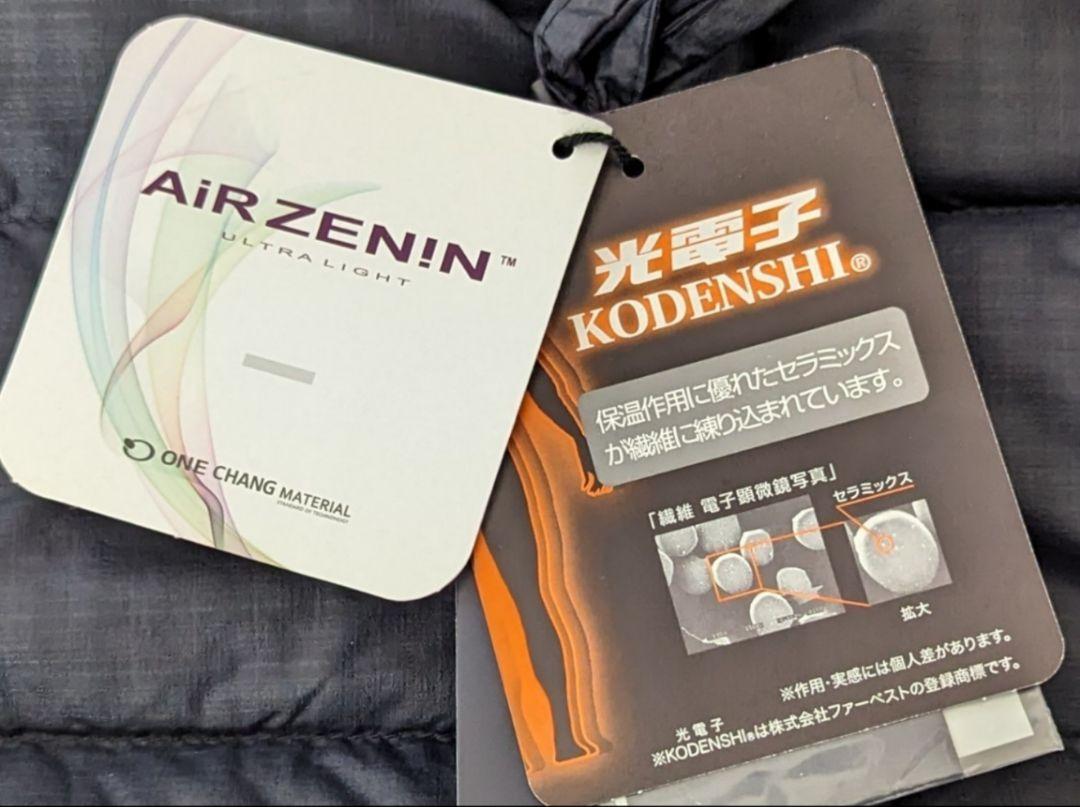 AiR ZEN!N™
ULTRA LIGHT
ONE CHANG MATERIAL
STANDARD OF TECHNOLOGY
光電子
KODENSHI®
保温作用に優れたセラミックス
が繊維に練り込まれています。
「繊維 電子顕微鏡写真」
セラミックス
拡大
※作用・実感には個人差があります。
光電子
※KODENSHI®は株式会社ファーベストの登録商標です。